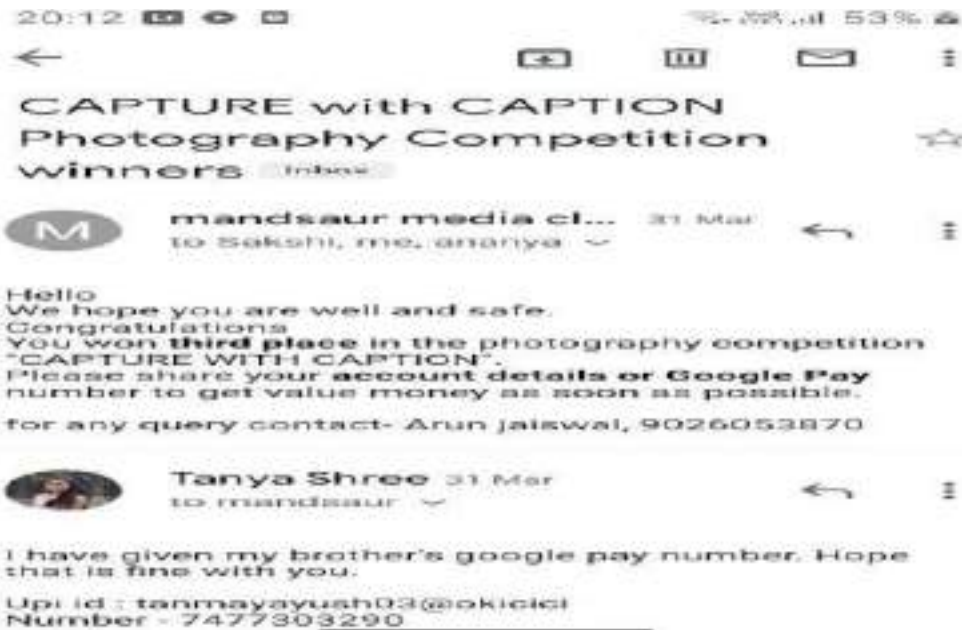 20:12 53%
CAPTURE with CAPTION
Photography Competition
winners Inbox
M
mandsaur media cl... 31 Mar
to Sakshi, me, ananya
Hello
We hope you are well and safe.
Congratulations
You won third place in the photography competition
"CAPTURE WITH CAPTION".
Please share your account details or Google Pay
number to get value money as soon as possible.
for any query contact- Arun jaiswal, 9026053870
Tanya Shree 31 Mar
to mandsaur
I have given my brother's google pay number. Hope
that is fine with you.
Upi id : tanmayayush03@okicici
Number - 7477303290